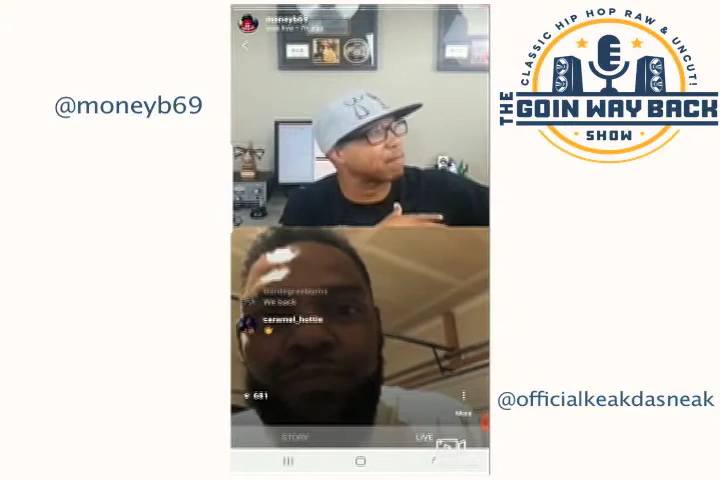 moneyb69
@moneyb69
CLASSIC HIP HOP RAW & UNCUT!
THE
GOIN WAY BACK
SHOW
We back
caramel_hottie
681
More
@officialkeakdasneak
STORY
LIVE